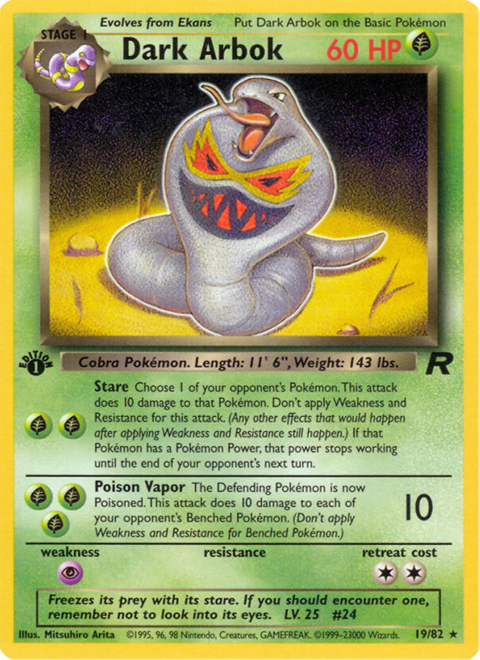 Evolves from Ekans Put Dark Arbok on the Basic Pokémon
STAGE 1
Dark Arbok 60 HP
EDITION
1
Cobra Pokémon. Length: 11' 6", Weight: 143 lbs.
R
Stare Choose 1 of your opponent's Pokémon. This attack
does 10 damage to that Pokémon. Don't apply Weakness and
Resistance for this attack. (Any other effects that would happen
after applying Weakness and Resistance still happen.) If that
Pokémon has a Pokémon Power, that power stops working
until the end of your opponent's next turn.
Poison Vapor The Defending Pokémon is now
Poisoned. This attack does 10 damage to each of
your opponent's Benched Pokémon. (Don't apply
Weakness and Resistance for Benched Pokémon.)
10
weakness resistance retreat cost
Freezes its prey with its stare. If you should encounter one,
remember not to look into its eyes. LV. 25 #24
Illus. Mitsuhiro Arita ©1995, 96, 98 Nintendo, Creatures, GAMEFREAK. ©1999-23000 Wizards. 19/82 ★